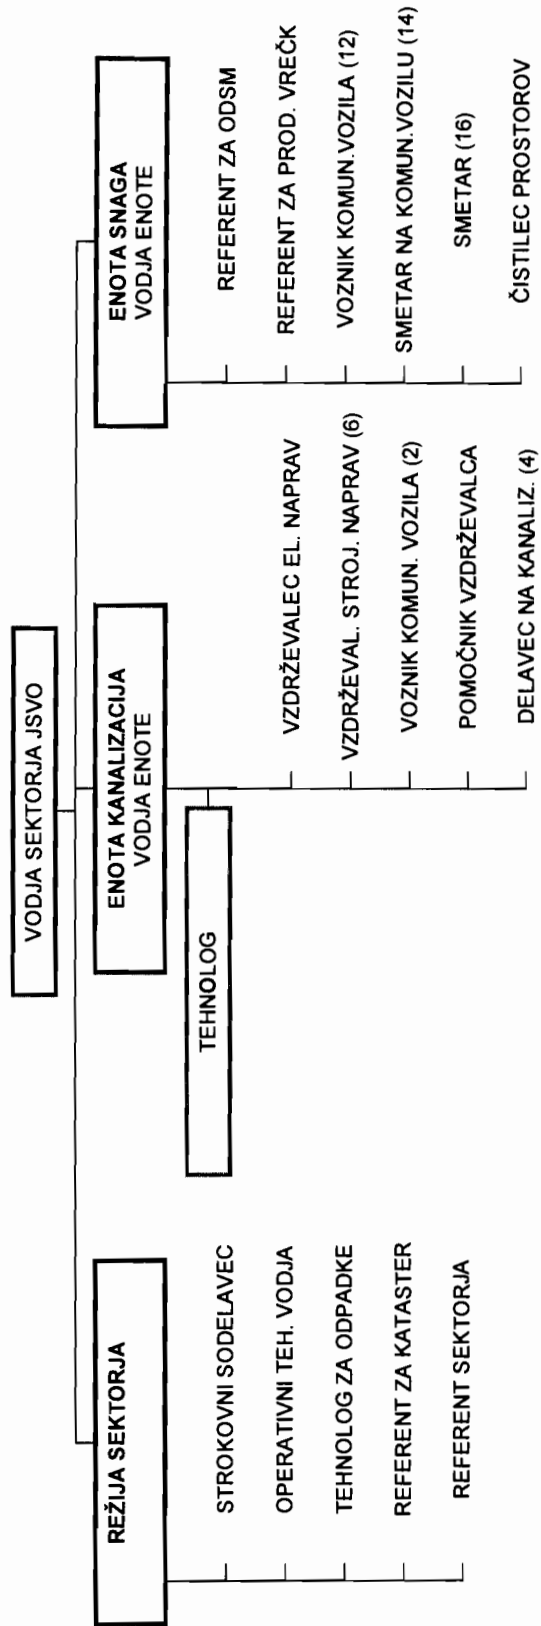 VODJA SEKTORJA JSVO
REŽIJA SEKTORJA
STROKOVNI SODELAVEC
OPERATIVNI TEH. VODJA
TEHNOLOG ZA ODPADKE
REFERENT ZA KATASTER
REFERENT SEKTORJA
ENOTA KANALIZACIJA
VODJA ENOTE
TEHNOLOG
VZDRŽEVALEC EL. NAPRAV
VZDRŽEVAL. STROJ. NAPRAV (6)
VOZNIK KOMUN. VOZILA (2)
POMOČNIK VZDRŽEVALCA
DELAVEC NA KANALIZ. (4)
ENOTA SNAGA
VODJA ENOTE
REFERENT ZA ODSM
REFERENT ZA PROD. VREČK
VOZNIK KOMUN.VOZILA (12)
SMETAR NA KOMUN.VOZILU (14)
SMETAR (16)
ČISTILEC PROSTOROV